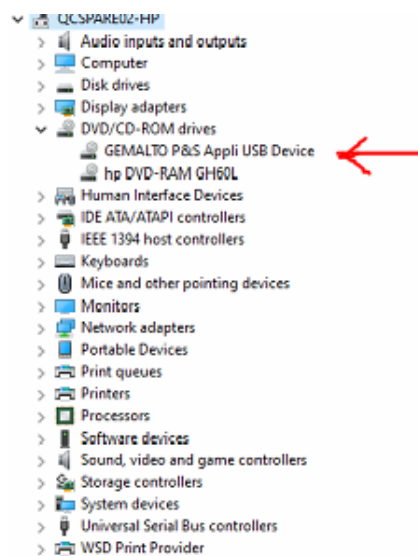 QCSPARE02-HP
Audio inputs and outputs
Computer
Disk drives
Display adapters
DVD/CD-ROM drives
GEMALTO P&S Appli USB Device
hp DVD-RAM GH60L
Human Interface Devices
IDE ATA/ATAPI controllers
IEEE 1394 host controllers
Keyboards
Mice and other pointing devices
Monitors
Network adapters
Portable Devices
Print queues
Printers
Processors
Software devices
Sound, video and game controllers
Storage controllers
System devices
Universal Serial Bus controllers
WSD Print Provider